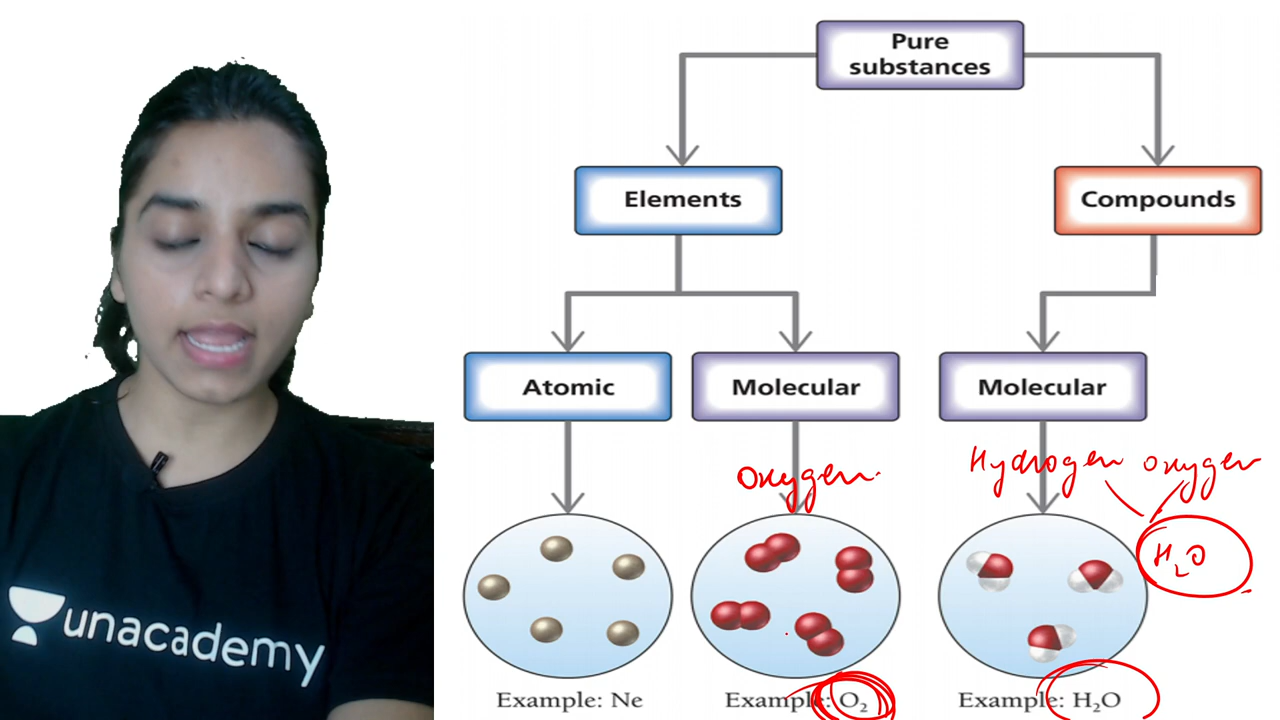 Pure
substances
Elements
Compounds
Atomic
Molecular
Molecular
Oxygen
Hydrogen oxygen
H₂O
unacademy
Example: Ne
Example: O₂
Example: H₂O